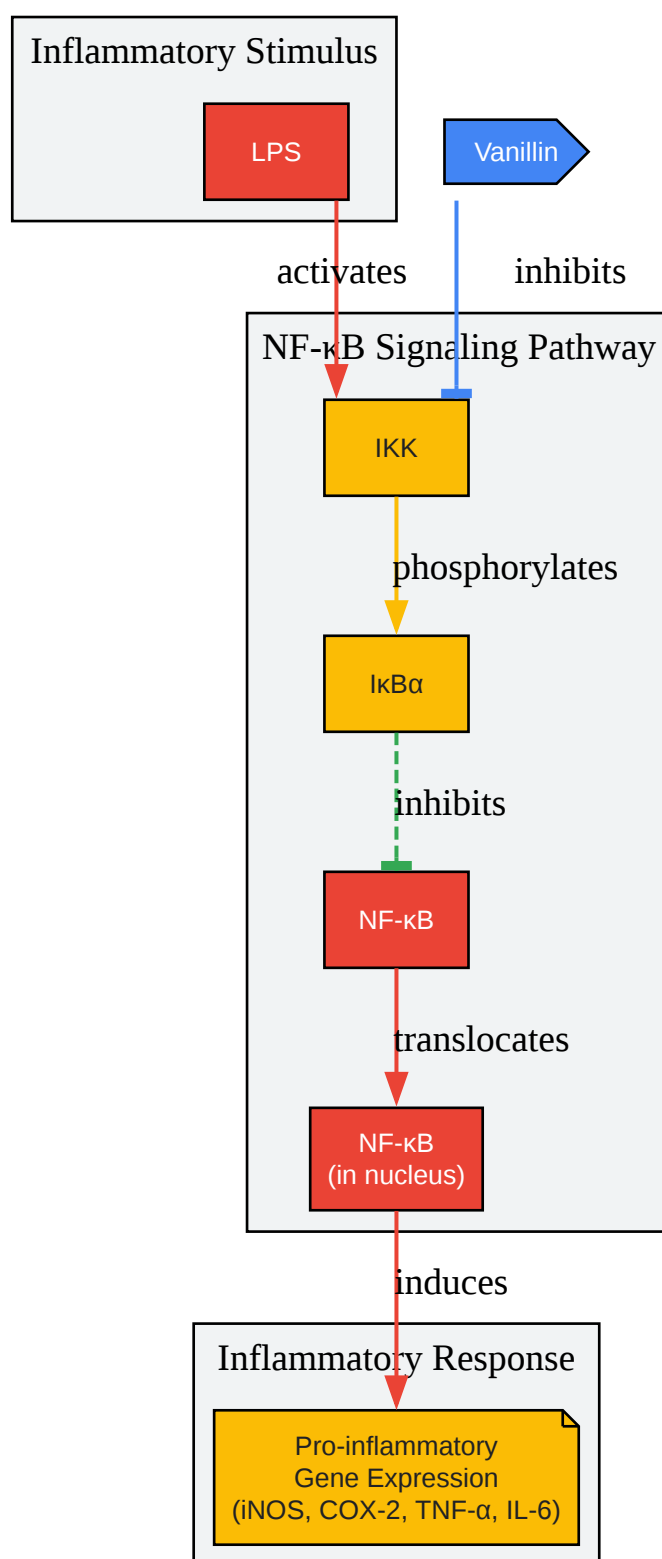 Inflammatory Stimulus
LPS
Vanillin
activates
inhibits
NF-κB Signaling Pathway
IKK
phosphorylates
IκBα
inhibits
NF-κB
translocates
NF-κB
(in nucleus)
induces
Inflammatory Response
Pro-inflammatory
Gene Expression
(iNOS, COX-2, TNF-α, IL-6)